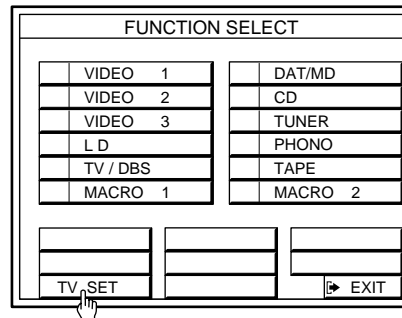 FUNCTION SELECT
VIDEO 1
VIDEO 2
VIDEO 3
L D
TV / DBS
MACRO 1
DAT/MD
CD
TUNER
PHONO
TAPE
MACRO 2
TV SET
EXIT